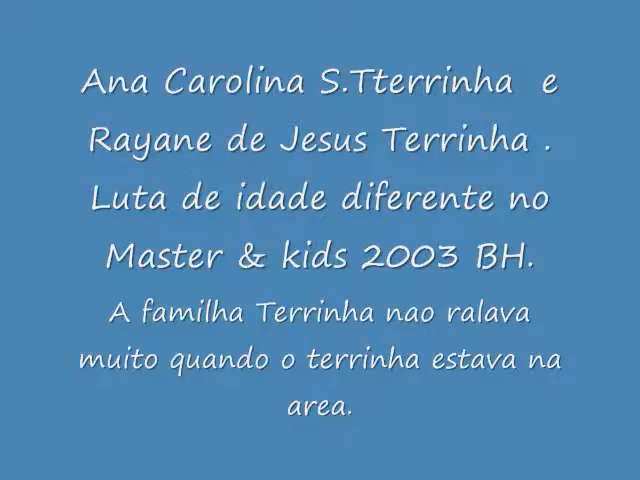 Ana Carolina S.Tterrinha e
Rayane de Jesus Terrinha .
Luta de idade diferente no
Master & kids 2003 BH.
A familha Terrinha nao ralava
muito quando o terrinha estava na
area.